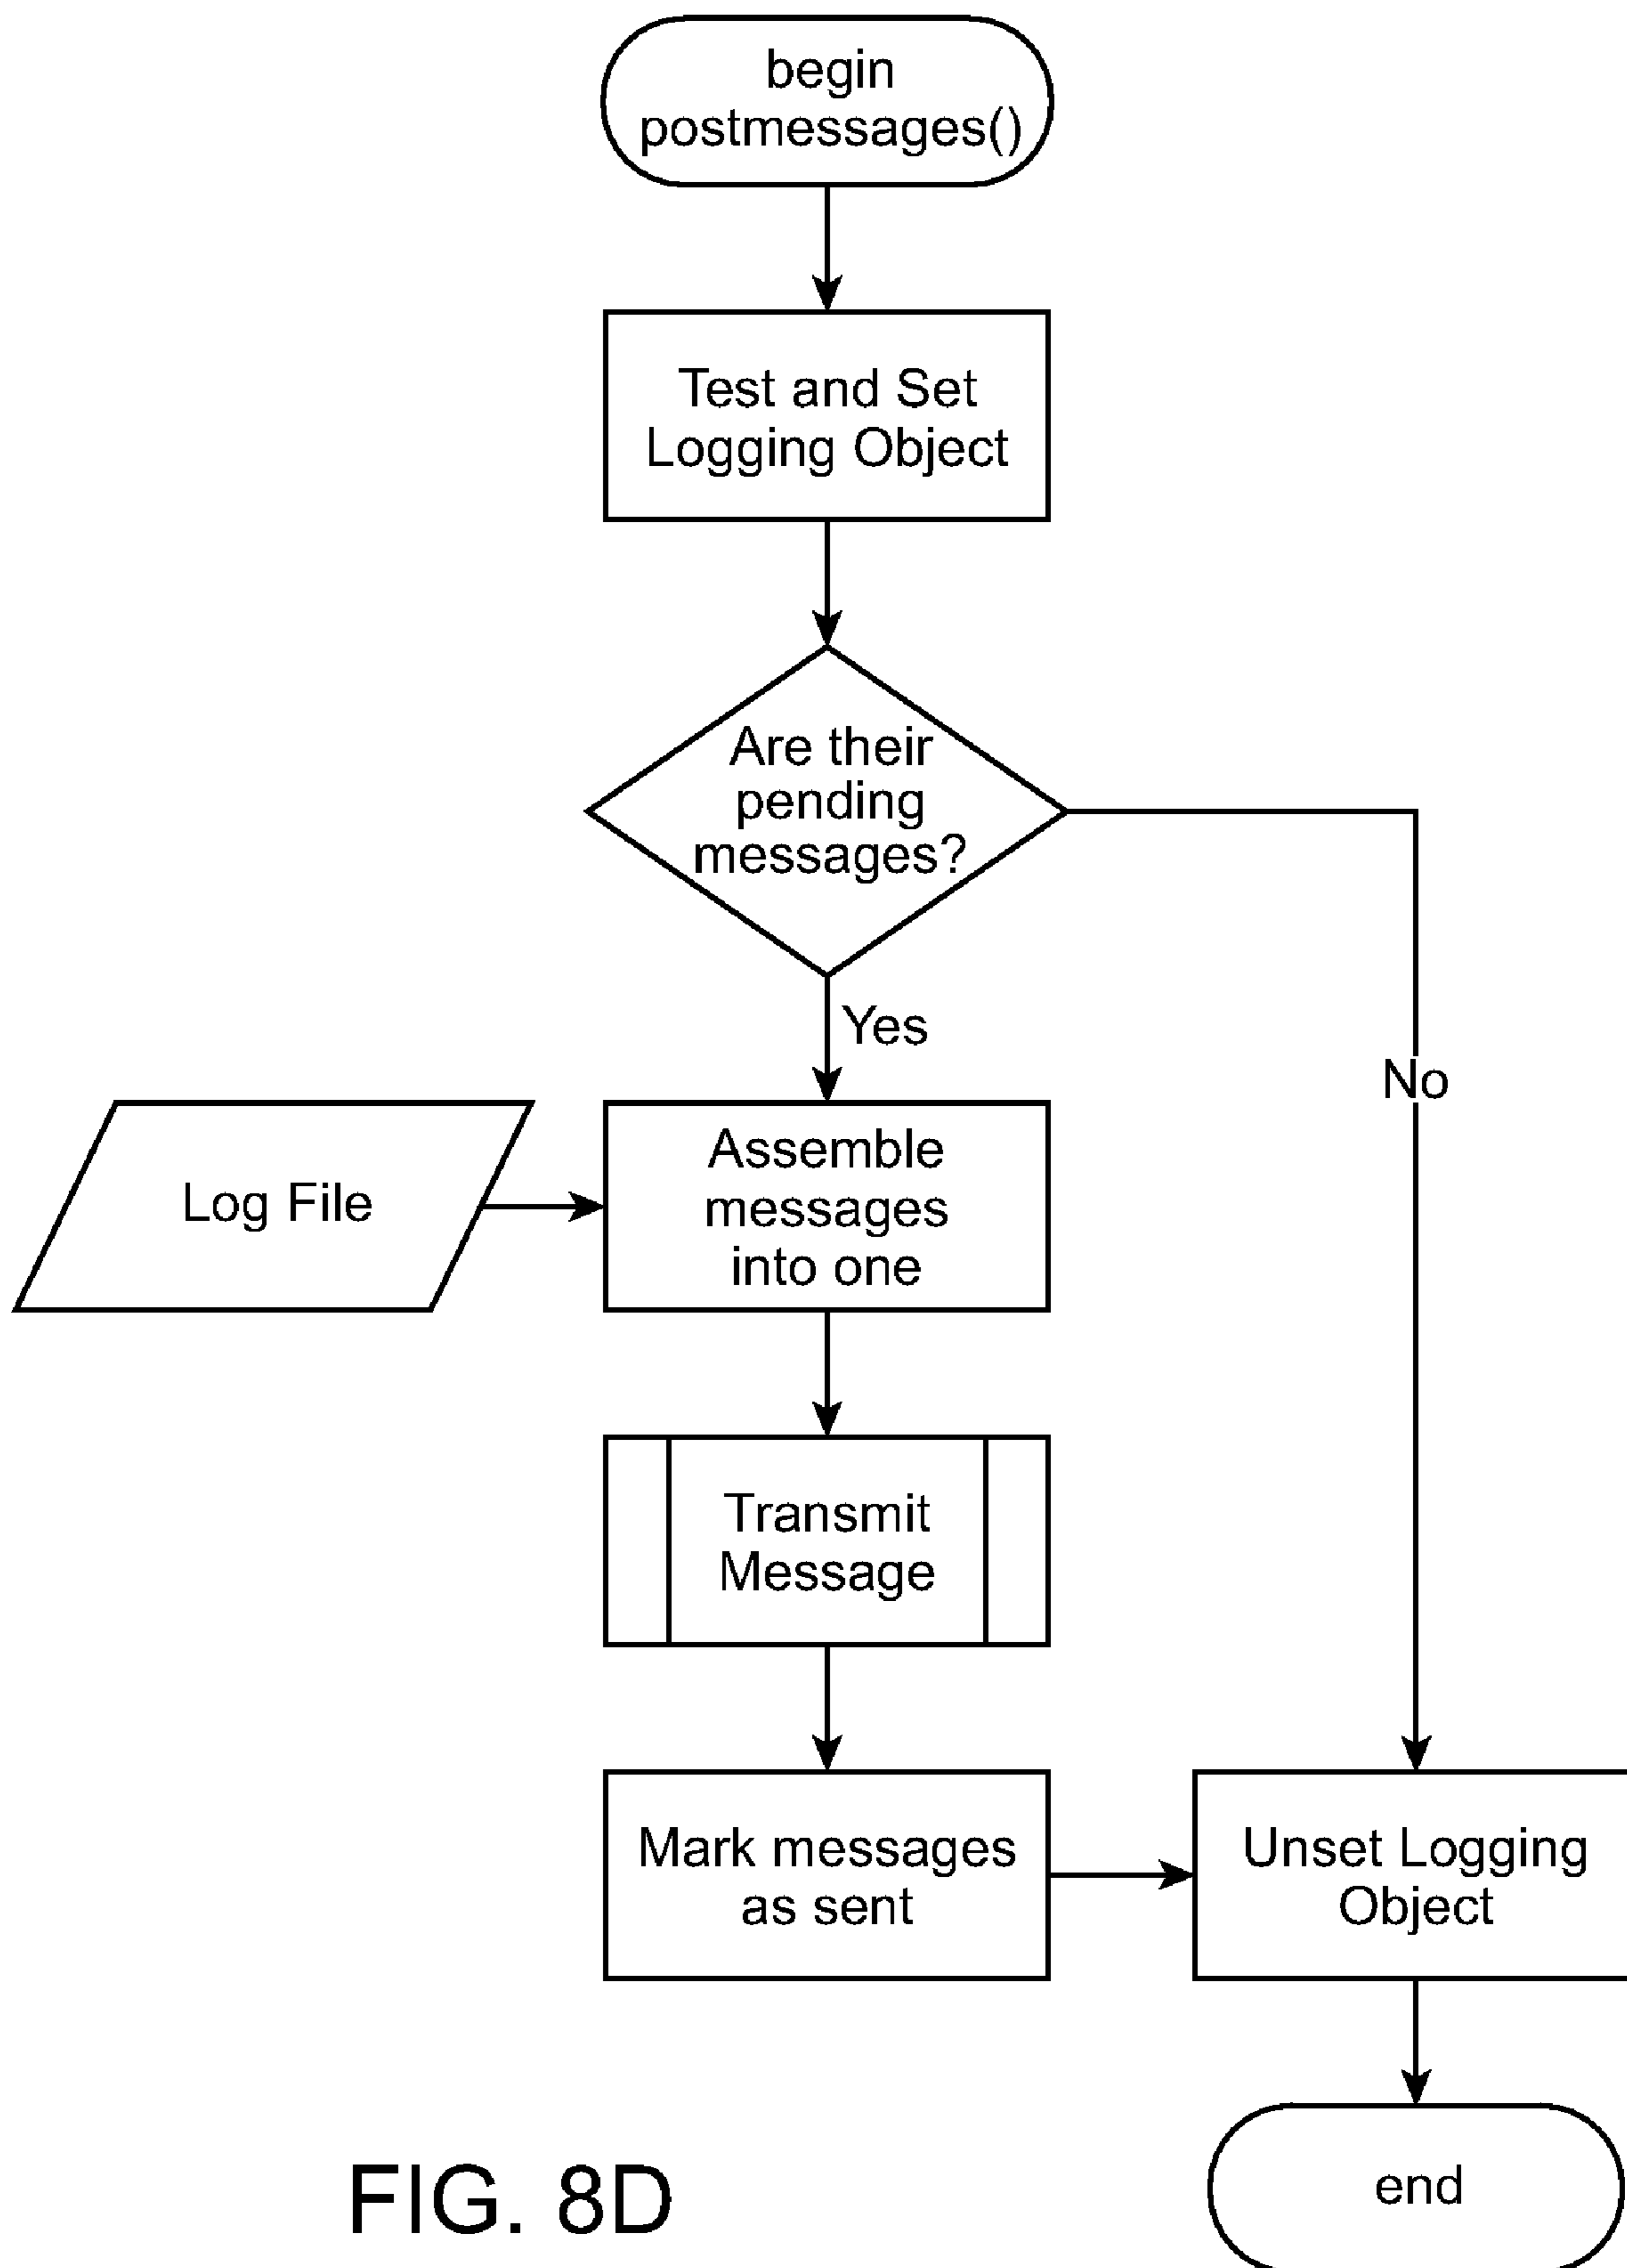 begin
postmessages()
Test and Set
Logging Object
Are their
pending
messages?
Yes
No
Log File
Assemble
messages
into one
Transmit
Message
Mark messages
as sent
Unset Logging
Object
end
FIG. 8D